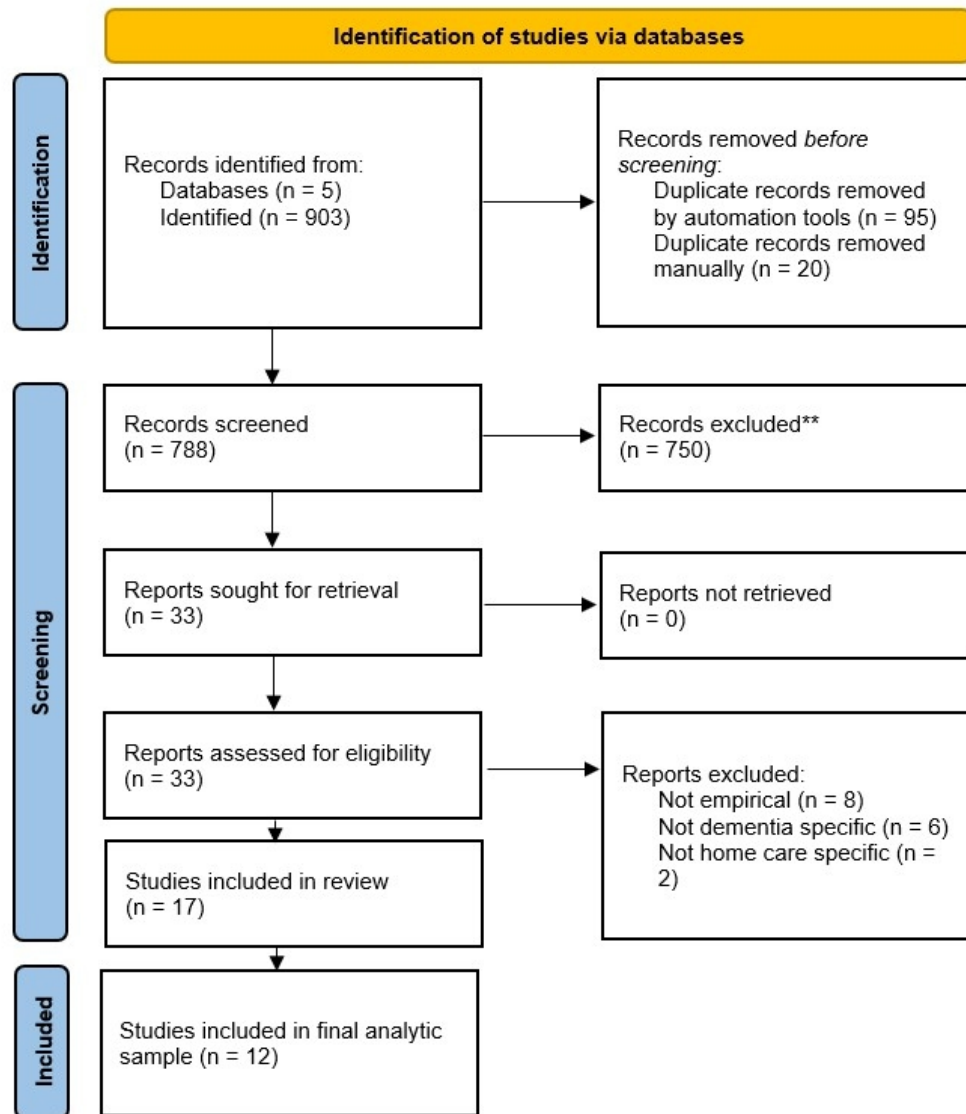 Identification of studies via databases
Identification
Records identified from:
Databases (n = 5)
Identified (n = 903)
Records removed before
screening:
Duplicate records removed
by automation tools (n = 95)
Duplicate records removed
manually (n = 20)
Screening
Records screened
(n = 788)
Records excluded**
(n = 750)
Reports sought for retrieval
(n = 33)
Reports not retrieved
(n = 0)
Reports assessed for eligibility
(n = 33)
Reports excluded:
Not empirical (n = 8)
Not dementia specific (n = 6)
Not home care specific (n =
2)
Studies included in review
(n = 17)
Included
Studies included in final analytic
sample (n = 12)